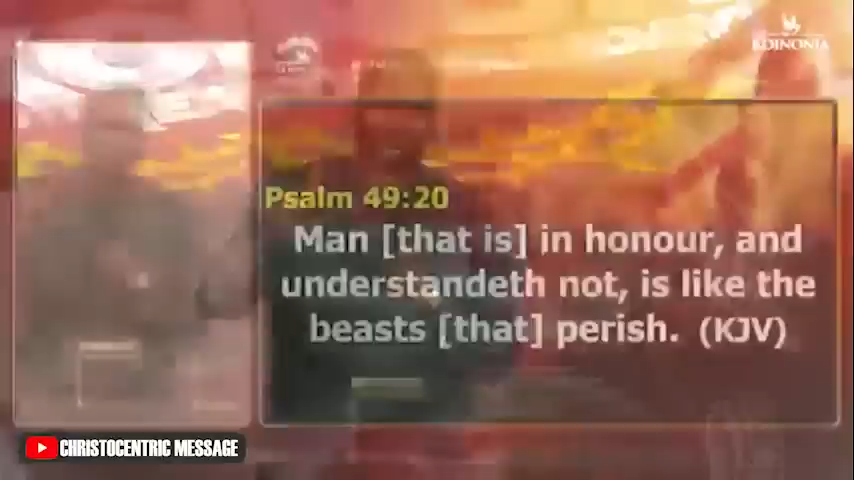 KOINONIA
Psalm 49:20
Man [that is] in honour, and
understandeth not, is like the
beasts [that] perish. (KJV)
CHRISTOCENTRIC MESSAGE